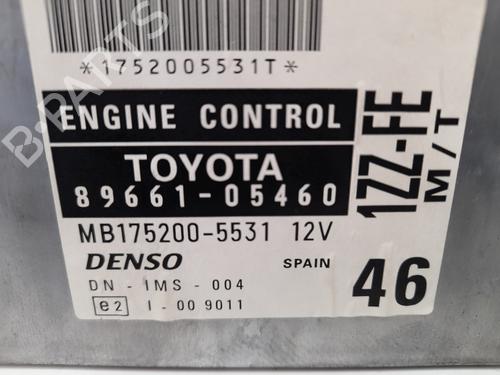 *1752005531T*
ENGINE CONTROL
TOYOTA
89661-05460
1ZZ-FE
M/T
MB175200-5531 12V
DENSO
SPAIN
46
DN - IMS - 004
e2 I - 00 9011
B-PARTS